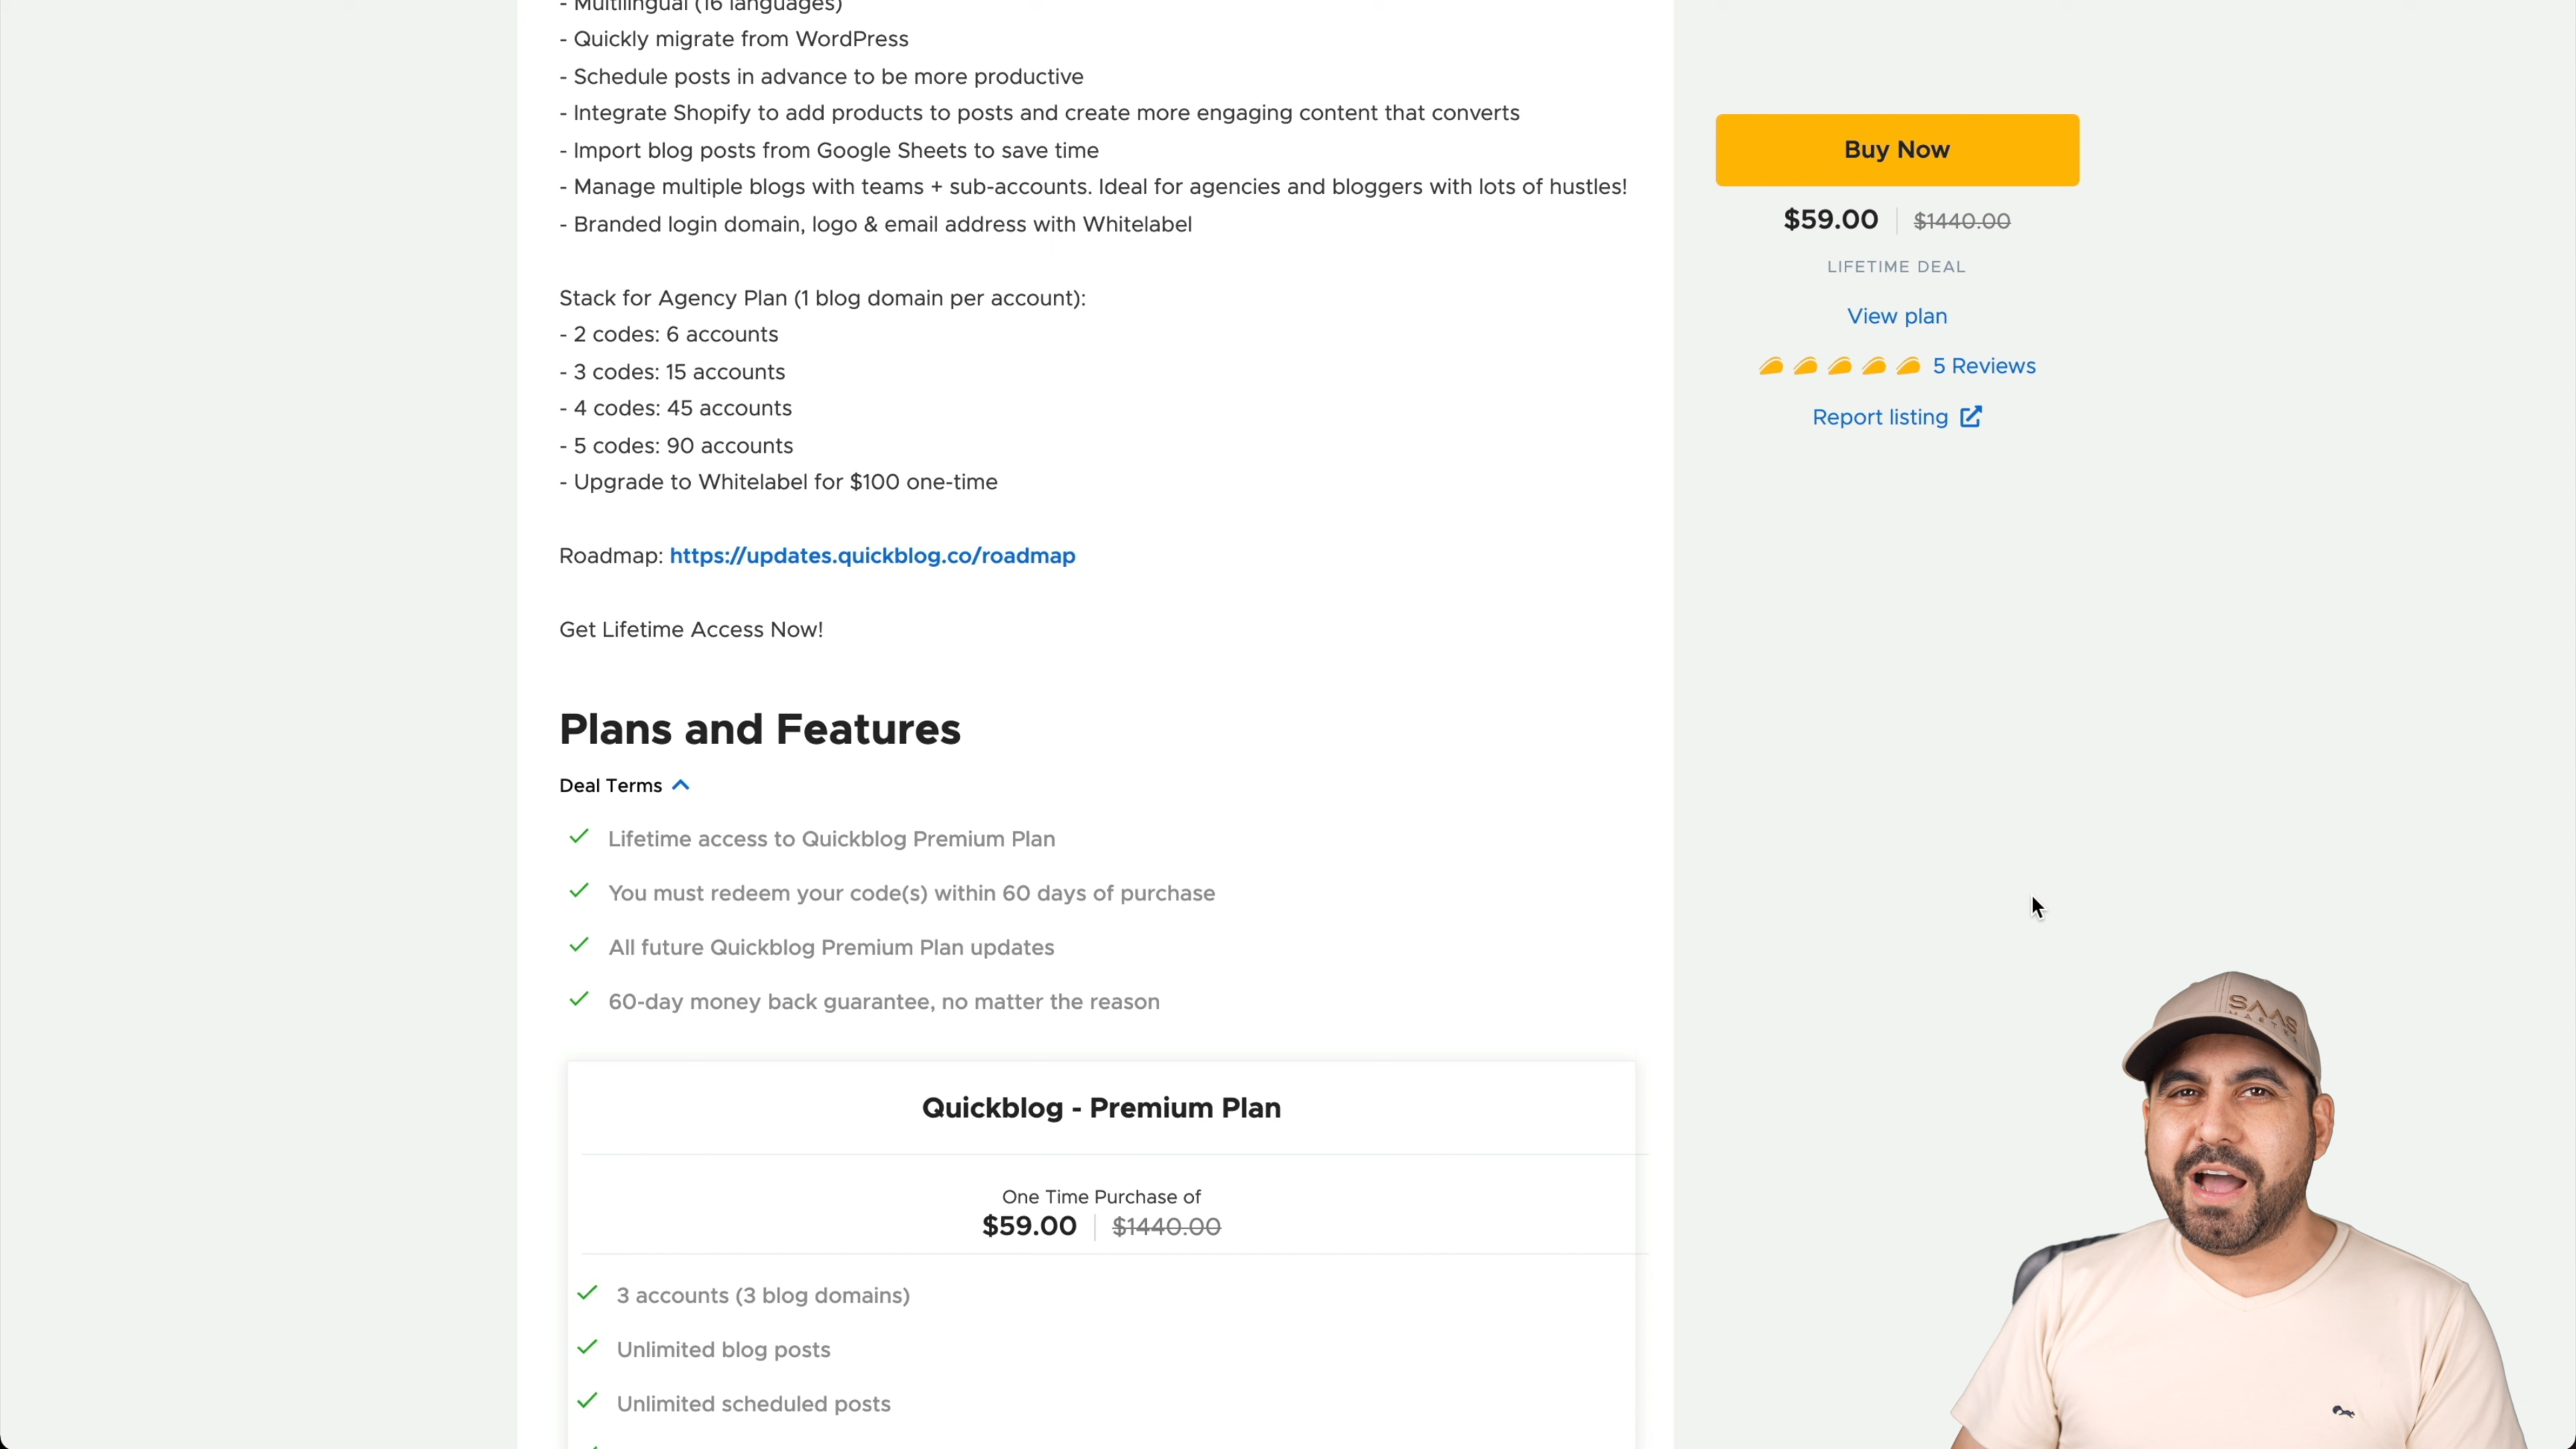 - Multilingual (16 languages)
- Quickly migrate from WordPress
- Schedule posts in advance to be more productive
- Integrate Shopify to add products to posts and create more engaging content that converts
- Import blog posts from Google Sheets to save time
- Manage multiple blogs with teams + sub-accounts. Ideal for agencies and bloggers with lots of hustles!
- Branded login domain, logo & email address with Whitelabel
Stack for Agency Plan (1 blog domain per account):
- 2 codes: 6 accounts
- 3 codes: 15 accounts
- 4 codes: 45 accounts
- 5 codes: 90 accounts
- Upgrade to Whitelabel for $100 one-time
Roadmap: https://updates.quickblog.co/roadmap
Get Lifetime Access Now!
Plans and Features
Deal Terms
Lifetime access to Quickblog Premium Plan
You must redeem your code(s) within 60 days of purchase
All future Quickblog Premium Plan updates
60-day money back guarantee, no matter the reason
Quickblog - Premium Plan
One Time Purchase of
$59.00 $1440.00
3 accounts (3 blog domains)
Unlimited blog posts
Unlimited scheduled posts
Buy Now
$59.00 $1440.00
LIFETIME DEAL
View plan
5 Reviews
Report listing
SAAS